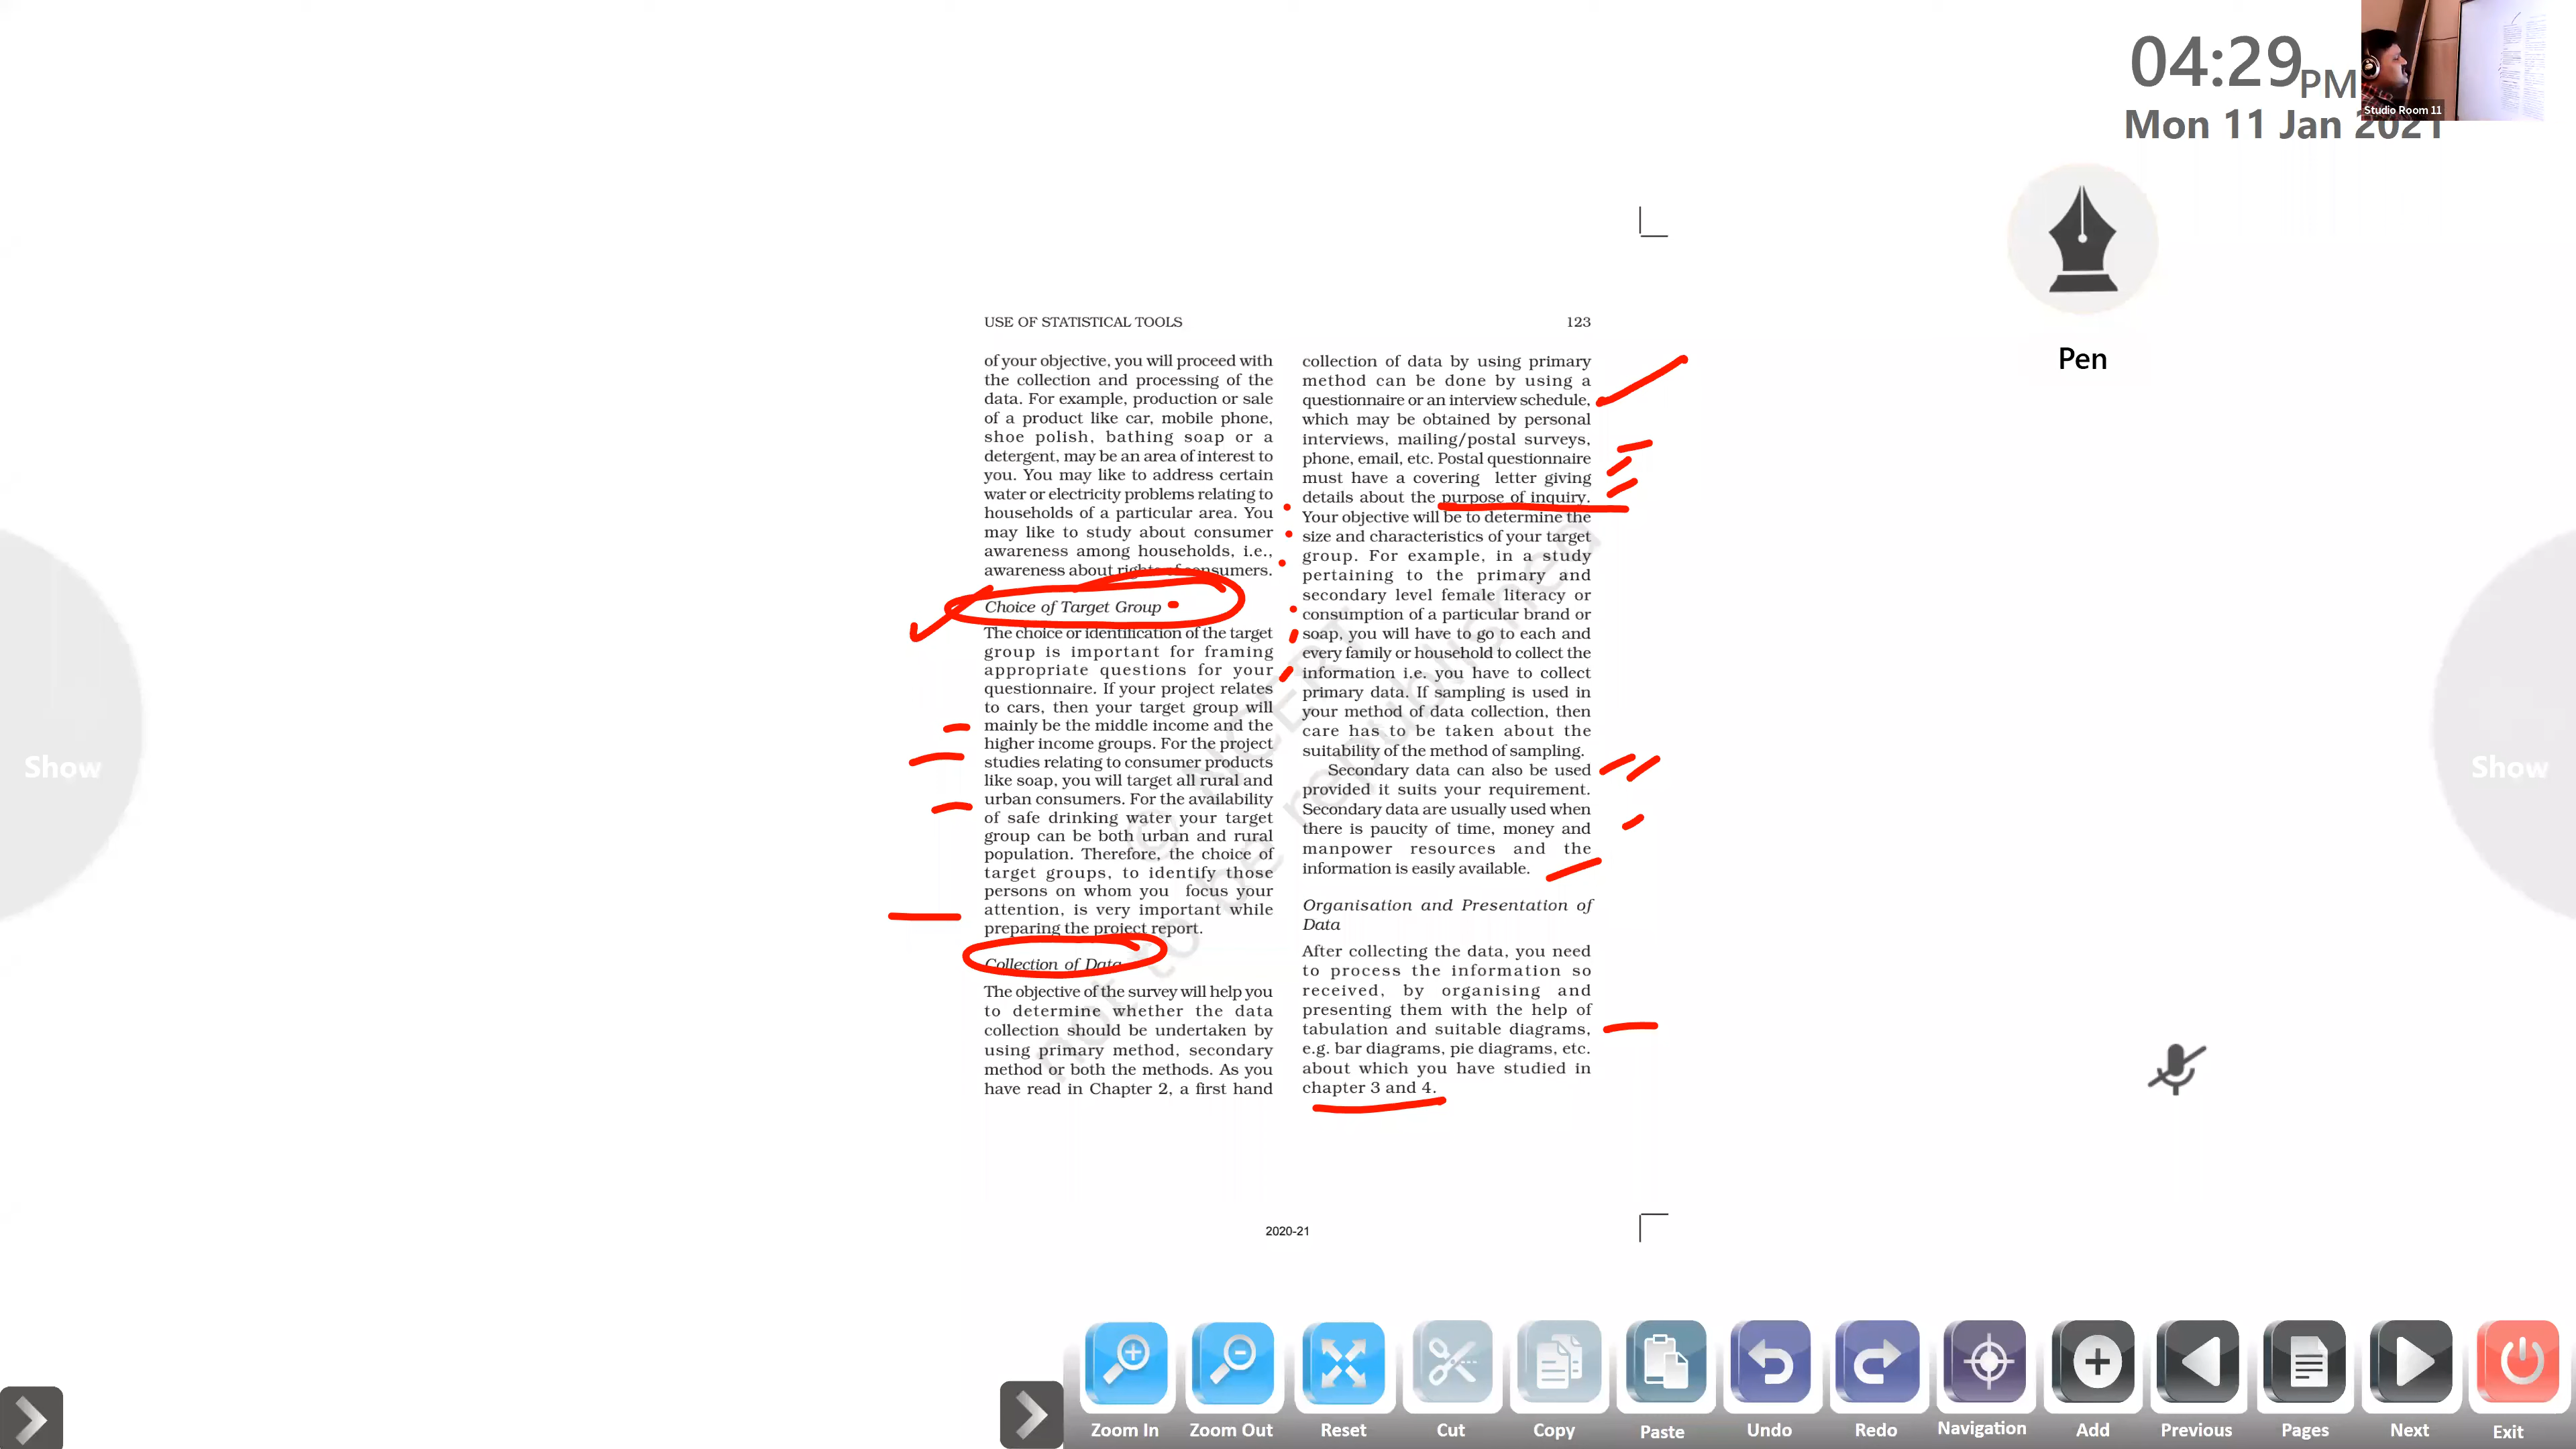 04:29 PM
Mon 11 Jan 2021
Studio Room 11
Pen
USE OF STATISTICAL TOOLS
123
of your objective, you will proceed with
the collection and processing of the
data. For example, production or sale
of a product like car, mobile phone,
shoe polish, bathing soap or a
detergent, may be an area of interest to
you. You may like to address certain
water or electricity problems relating to
households of a particular area. You
may like to study about consumer
awareness among households, i.e.,
awareness about rights of consumers.
Choice of Target Group
The choice or identification of the target
group is important for framing
appropriate questions for your
questionnaire. If your project relates
to cars, then your target group will
mainly be the middle income and the
higher income groups. For the project
studies relating to consumer products
like soap, you will target all rural and
urban consumers. For the availability
of safe drinking water your target
group can be both urban and rural
population. Therefore, the choice of
target groups, to identify those
persons on whom you focus your
attention, is very important while
preparing the project report.
Collection of Data
The objective of the survey will help you
to determine whether the data
collection should be undertaken by
using primary method, secondary
method or both the methods. As you
have read in Chapter 2, a first hand
collection of data by using primary
method can be done by using a
questionnaire or an interview schedule,
which may be obtained by personal
interviews, mailing/postal surveys,
phone, email, etc. Postal questionnaire
must have a covering letter giving
details about the purpose of inquiry.
Your objective will be to determine the
size and characteristics of your target
group. For example, in a study
pertaining to the primary and
secondary level female literacy or
consumption of a particular brand or
soap, you will have to go to each and
every family or household to collect the
information i.e. you have to collect
primary data. If sampling is used in
your method of data collection, then
care has to be taken about the
suitability of the method of sampling.
Secondary data can also be used
provided it suits your requirement.
Secondary data are usually used when
there is paucity of time, money and
manpower resources and the
information is easily available.
Organisation and Presentation of
Data
After collecting the data, you need
to process the information so
received, by organising and
presenting them with the help of
tabulation and suitable diagrams,
e.g. bar diagrams, pie diagrams, etc.
about which you have studied in
chapter 3 and 4.
© NCERT
not to be republished
2020-21
Show
Show
Zoom In
Zoom Out
Reset
Cut
Copy
Paste
Undo
Redo
Navigation
Add
Previous
Pages
Next
Exit